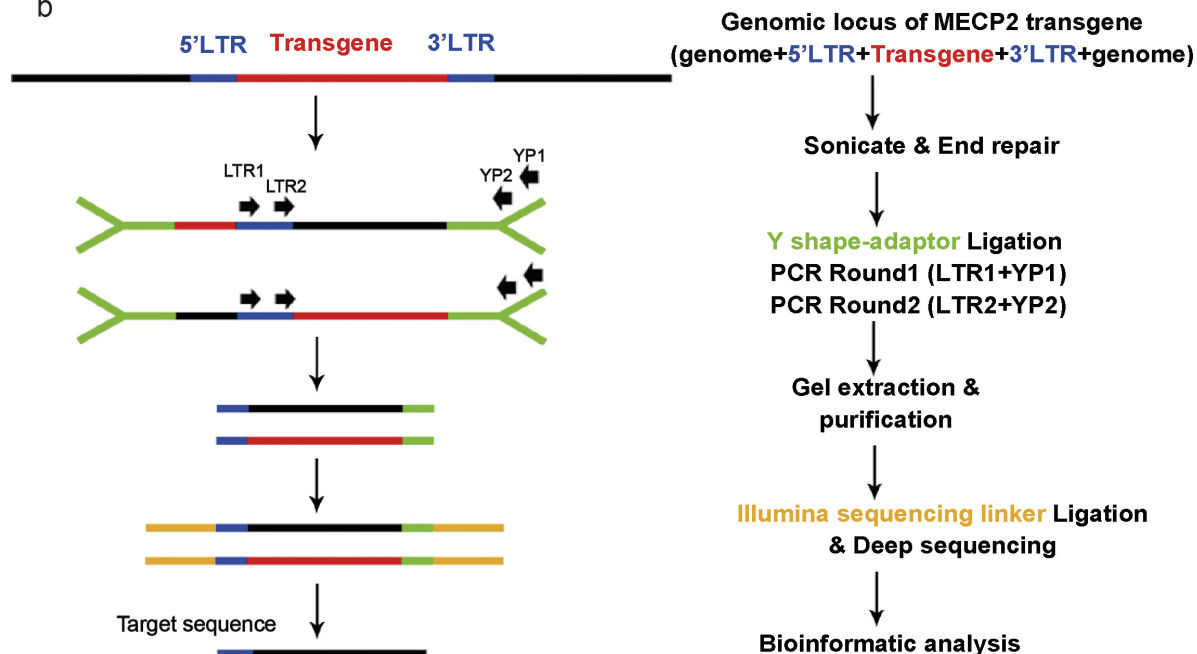 b
5’LTR Transgene 3’LTR
LTR1
LTR2
YP1
YP2
Target sequence
Genomic locus of MECP2 transgene
(genome+5’LTR+Transgene+3’LTR+genome)
Sonicate & End repair
Y shape-adaptor Ligation
PCR Round1 (LTR1+YP1)
PCR Round2 (LTR2+YP2)
Gel extraction &
purification
Illumina sequencing linker Ligation
& Deep sequencing
Bioinformatic analysis